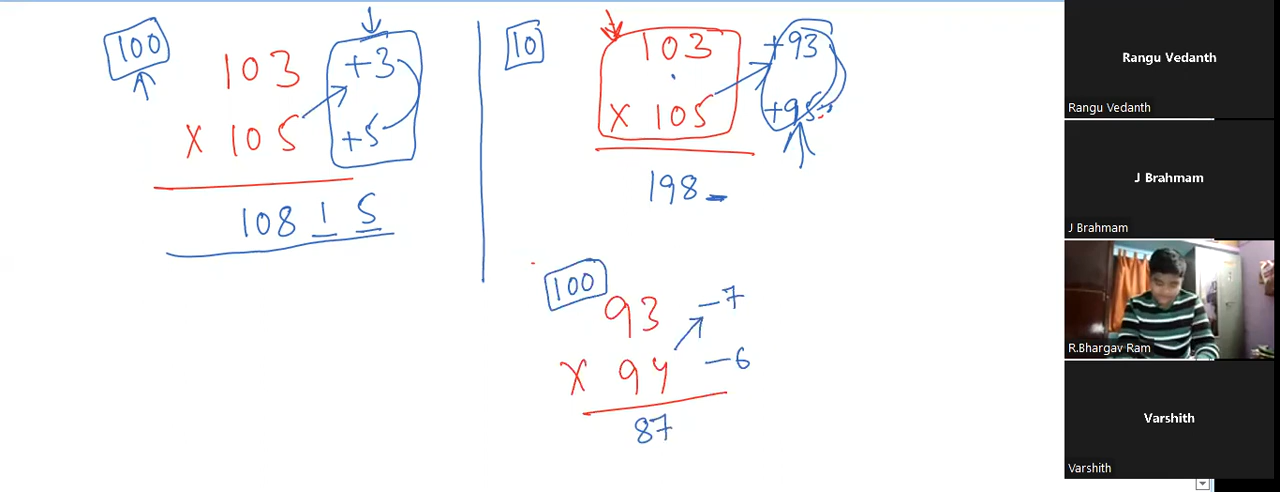 100
103 +3
X 105 +5
108 1 5
10
103 +93
X 105 +95
198
100
93 -7
X 94 -6
87
Rangu Vedanth
Rangu Vedanth
J Brahmam
J Brahmam
R.Bhargav Ram
Varshith
Varshith